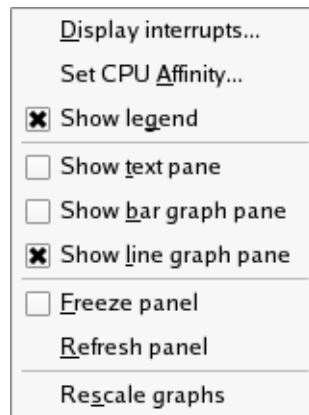 Display interrupts...
Set CPU Affinity...
Show legend
Show text pane
Show bar graph pane
Show line graph pane
Freeze panel
Refresh panel
Rescale graphs